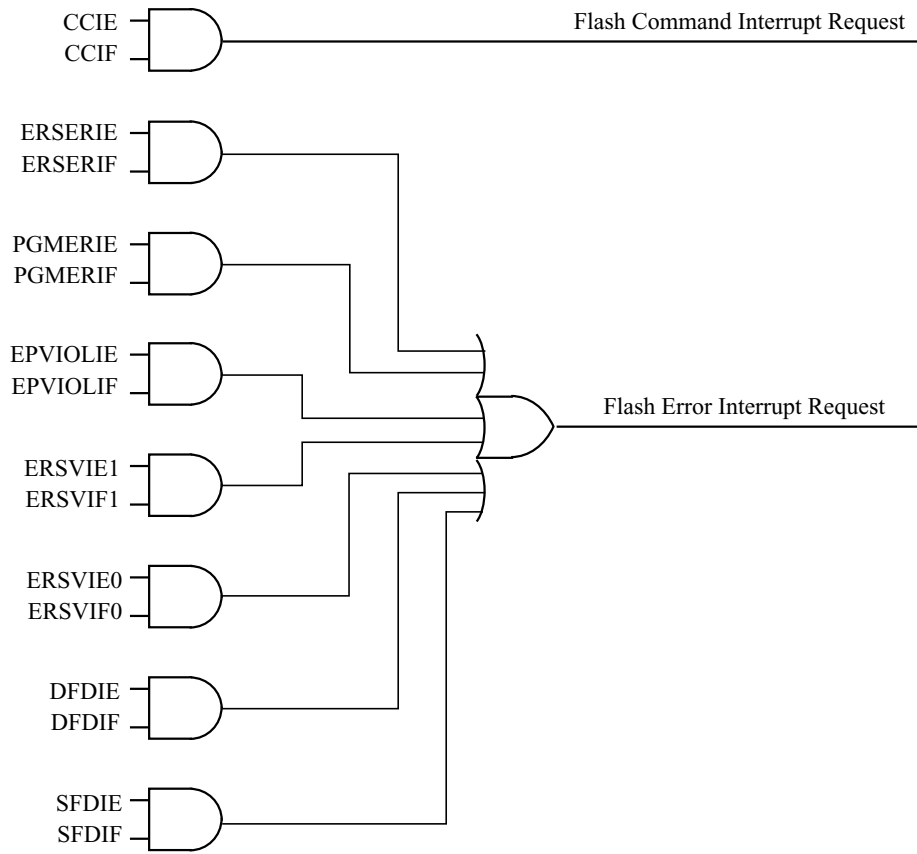 CCIE
CCIF
Flash Command Interrupt Request
ERSERIE
ERSERIF
PGMERIE
PGMERIF
EPVIOLIE
EPVIOLIF
Flash Error Interrupt Request
ERSVIE1
ERSVIF1
ERSVIE0
ERSVIF0
DFDIE
DFDIF
SFDIE
SFDIF